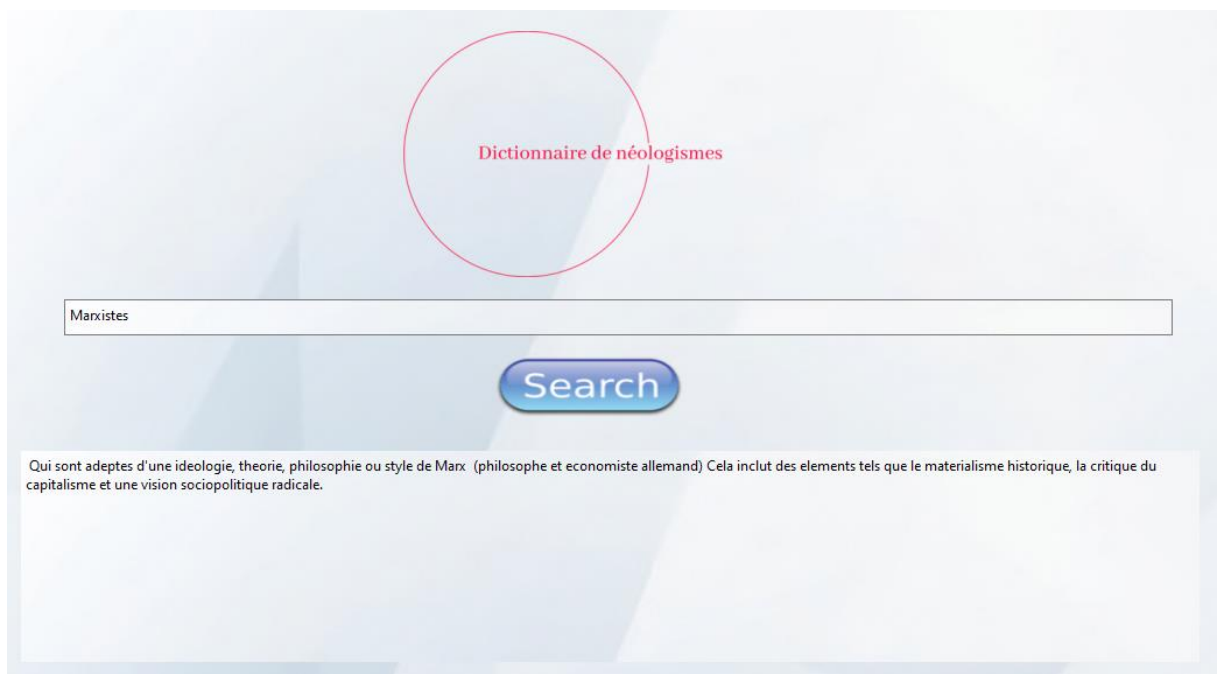 Dictionnaire de néologismes
Marxistes
Search
Qui sont adeptes d'une ideologie, theorie, philosophie ou style de Marx  (philosophe et economiste allemand) Cela inclut des elements tels que le materialisme historique, la critique du
capitalisme et une vision sociopolitique radicale.